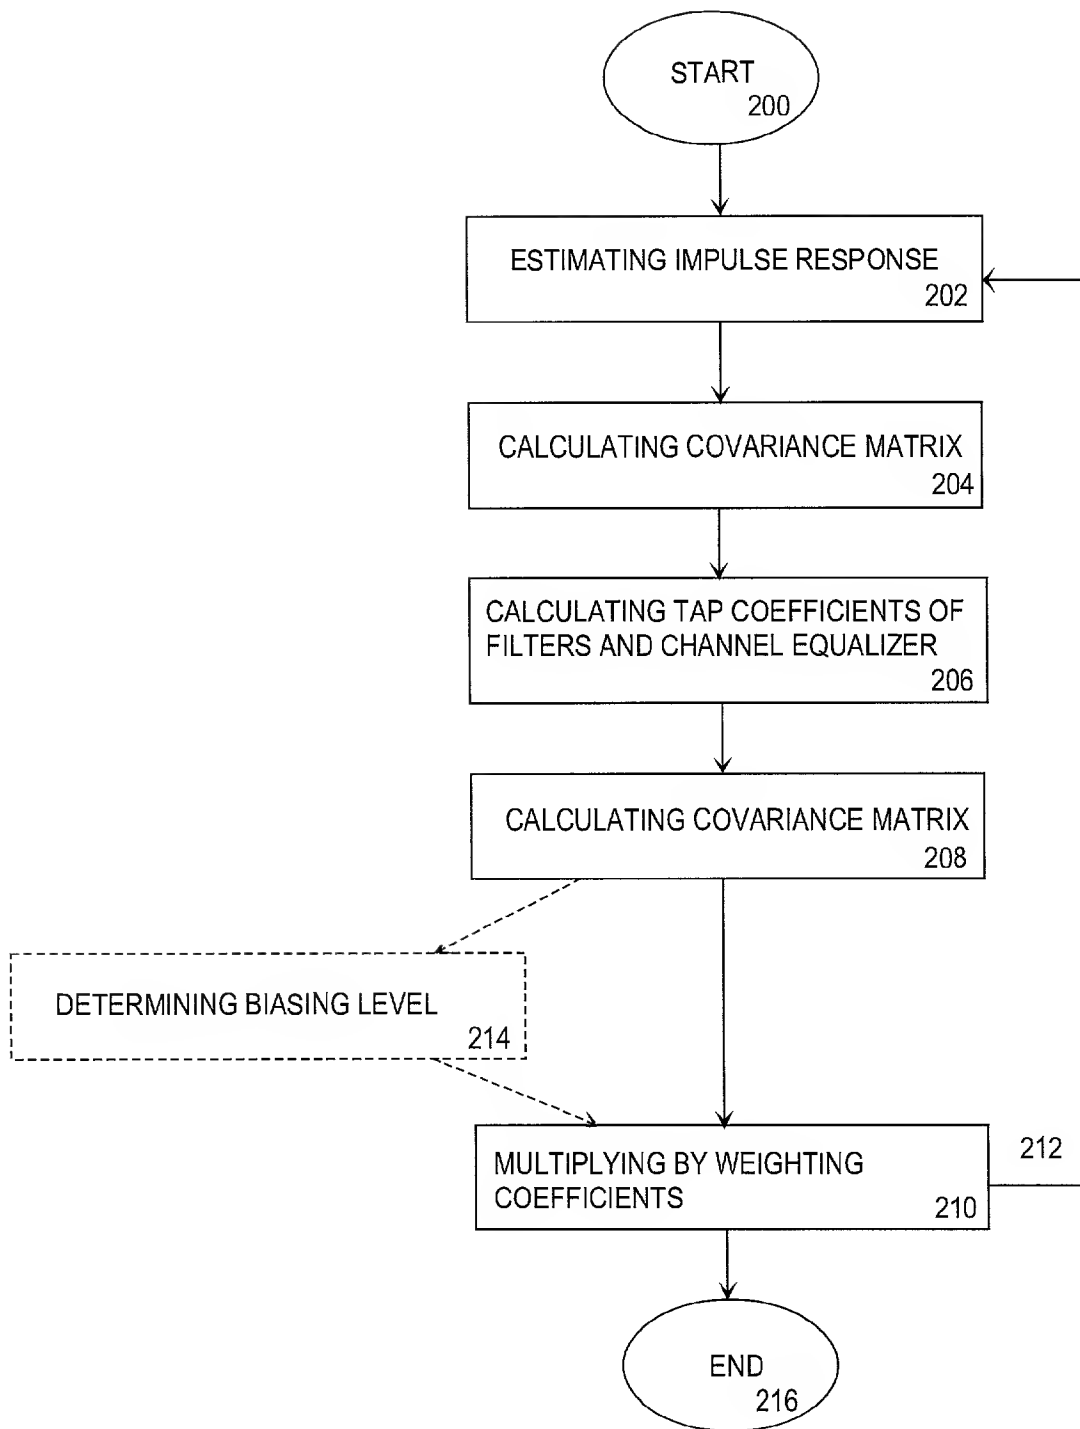 START
200
ESTIMATING IMPULSE RESPONSE
202
CALCULATING COVARIANCE MATRIX
204
CALCULATING TAP COEFFICIENTS OF
FILTERS AND CHANNEL EQUALIZER
206
CALCULATING COVARIANCE MATRIX
208
DETERMINING BIASING LEVEL
214
MULTIPLYING BY WEIGHTING
COEFFICIENTS
210
212
END
216